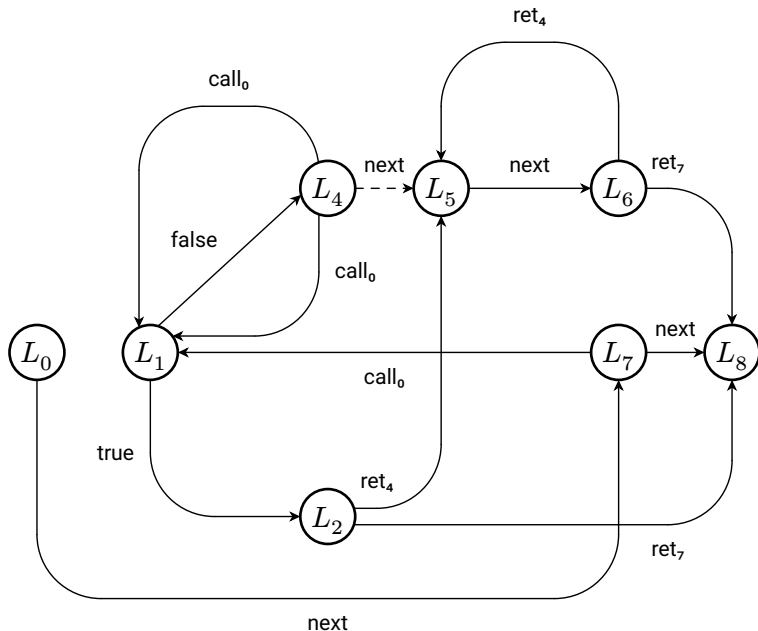 ret₄
call₀
next
next
ret₇
L₄
L₅
L₆
false
call₀
L₀
L₁
L₇
next
L₈
call₀
true
ret₄
L₂
ret₇
next